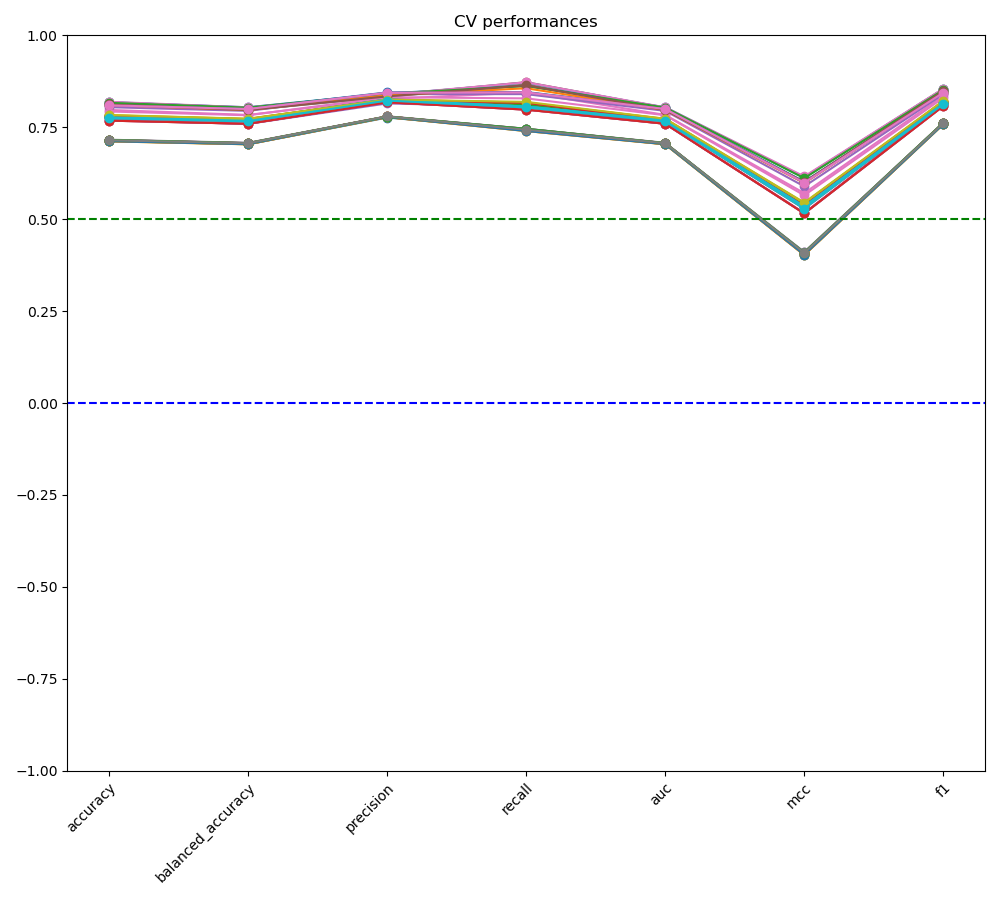 CV performances
1.00
0.75
0.50
0.25
0.00
−0.25
−0.50
−0.75
−1.00
accuracy
balanced_accuracy
precision
recall
auc
mcc
f1